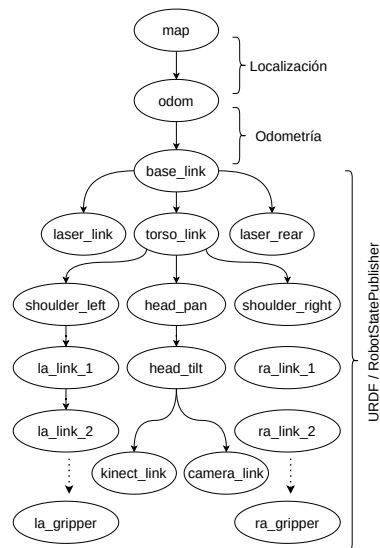 map
Localización
odom
Odometría
base_link
laser_link
torso_link
laser_rear
shoulder_left
head_pan
shoulder_right
la_link_1
head_tilt
ra_link_1
la_link_2
ra_link_2
kinect_link
camera_link
la_gripper
ra_gripper
URDF / RobotStatePublisher